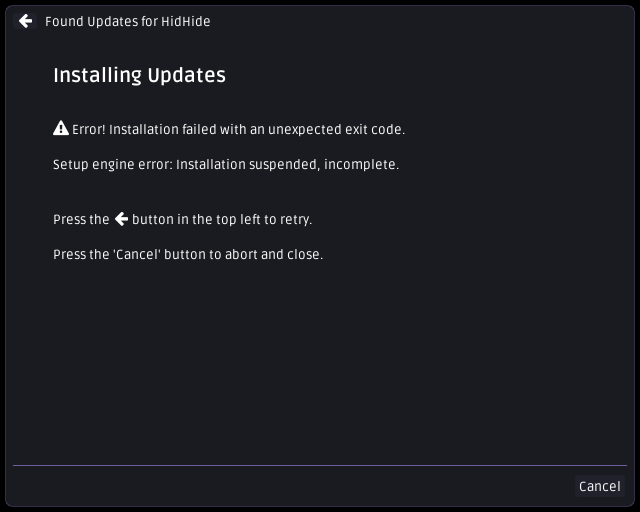 Found Updates for HidHide
Installing Updates
Error! Installation failed with an unexpected exit code.
Setup engine error: Installation suspended, incomplete.
Press the button in the top left to retry.
Press the 'Cancel' button to abort and close.
Cancel